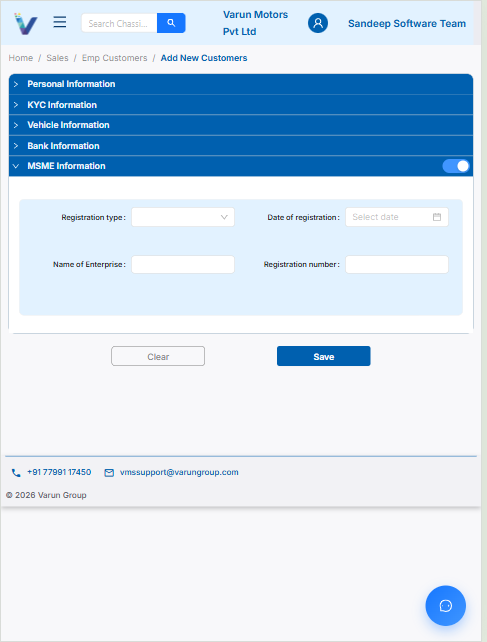 Search Chassi...
Varun Motors
Pvt Ltd
Sandeep Software Team
Home / Sales / Emp Customers / Add New Customers
Personal Information
KYC Information
Vehicle Information
Bank Information
MSME Information
Registration type :
Date of registration : Select date
Name of Enterprise :
Registration number :
Clear
Save
+91 77991 17450 vmssupport@varungroup.com
© 2026 Varun Group